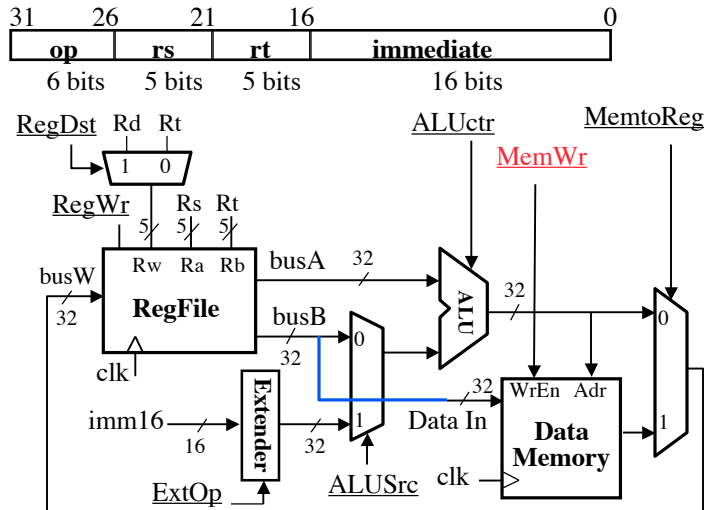 31 26 21 16 0
op rs rt immediate
6 bits 5 bits 5 bits 16 bits
RegDst Rd Rt ALUctr MemtoReg
1 0
MemWr
RegWr Rs Rt
5 5 5
busW Rw Ra Rb busA 32
32 RegFile ALU 32 0
busB 0
clk 32
32 WrEn Adr
imm16 Extender 1 Data In 1
16 32 Data
Memory
clk
ExtOp ALUSrc